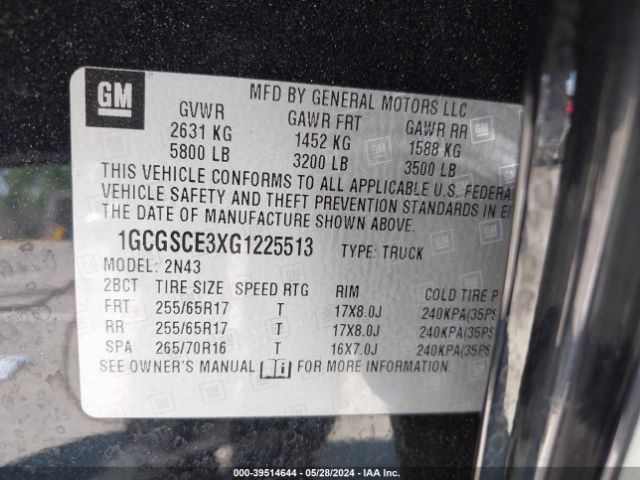 GM
MFD BY GENERAL MOTORS LLC
GVWR GAWR FRT GAWR RR
2631 KG 1452 KG 1588 KG
5800 LB 3200 LB 3500 LB
THIS VEHICLE CONFORMS TO ALL APPLICABLE U.S. FEDERA
VEHICLE SAFETY AND THEFT PREVENTION STANDARDS IN E
THE DATE OF MANUFACTURE SHOWN ABOVE.
1GCGSCE3XG1225513 TYPE: TRUCK
MODEL: 2N43
2BCT TIRE SIZE SPEED RTG RIM COLD TIRE P
FRT 255/65R17 T 17X8.0J 240KPA(35PS
RR 255/65R17 T 17X8.0J 240KPA(35PS
SPA 265/70R16 T 16X7.0J 240KPA(35PS
SEE OWNER'S MANUAL FOR MORE INFORMATION.
000-39514644 - 05/28/2024 - IAA Inc.